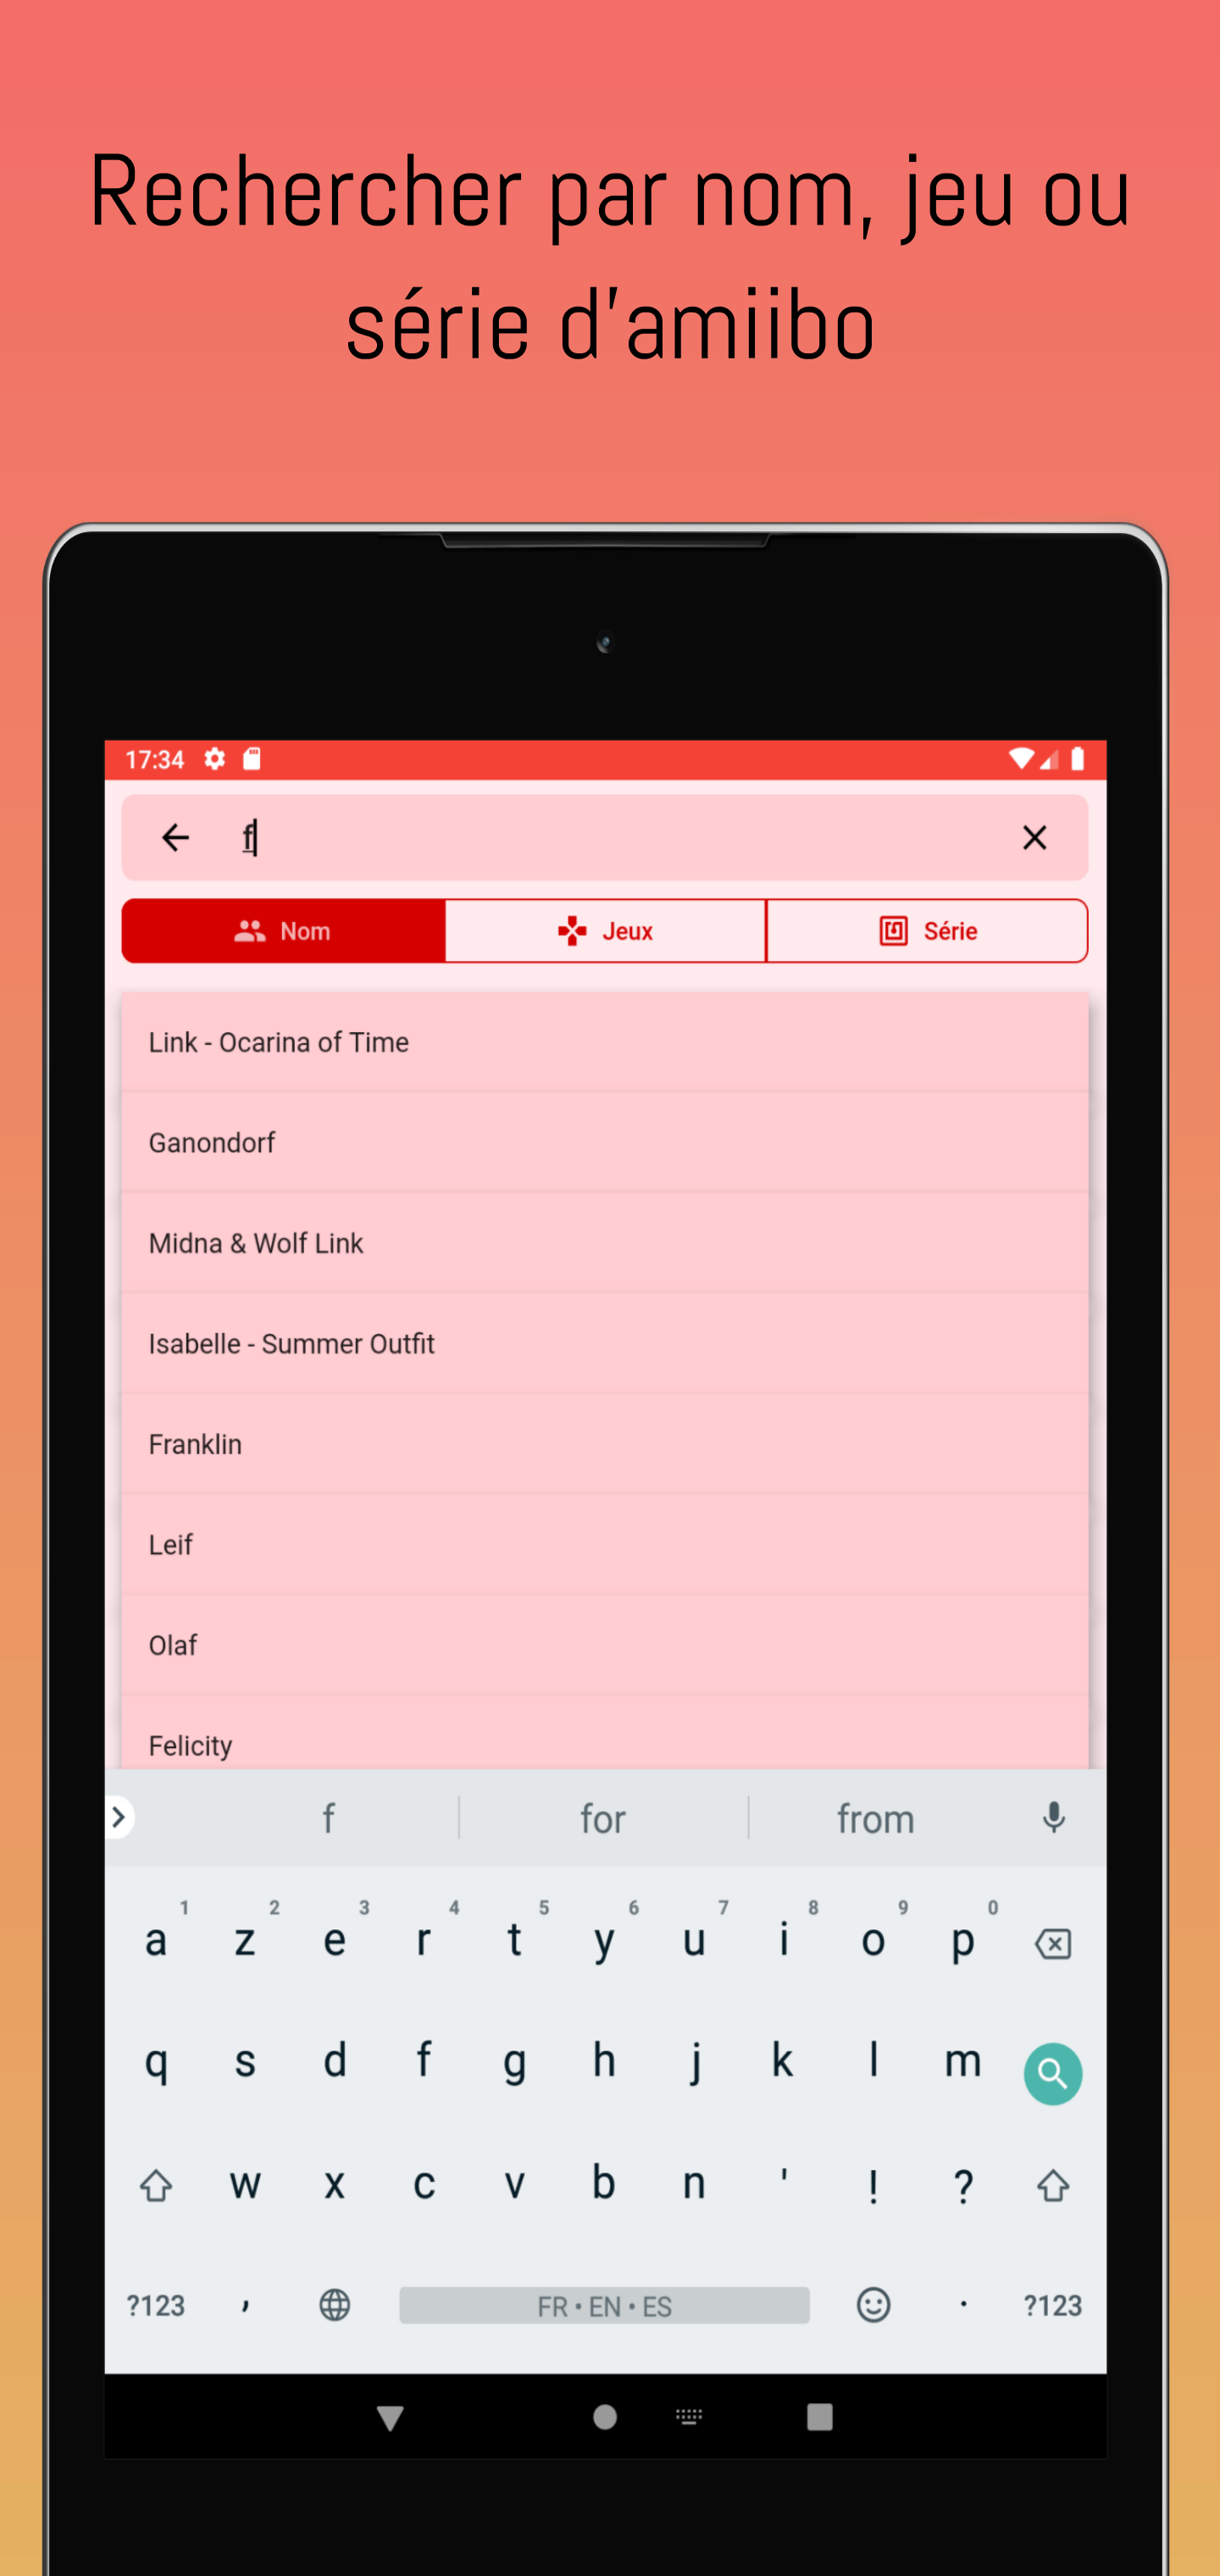 Rechercher par nom, jeu ou
série d'amiibo
17:34
f
Nom Jeux Série
Link - Ocarina of Time
Ganondorf
Midna & Wolf Link
Isabelle - Summer Outfit
Franklin
Leif
Olaf
Felicity
f for from
1 2 3 4 5 6 7 8 9 0
a z e r t y u i o p
q s d f g h j k l m
w x c v b n ' ! ?
?123 , FR • EN • ES . ?123